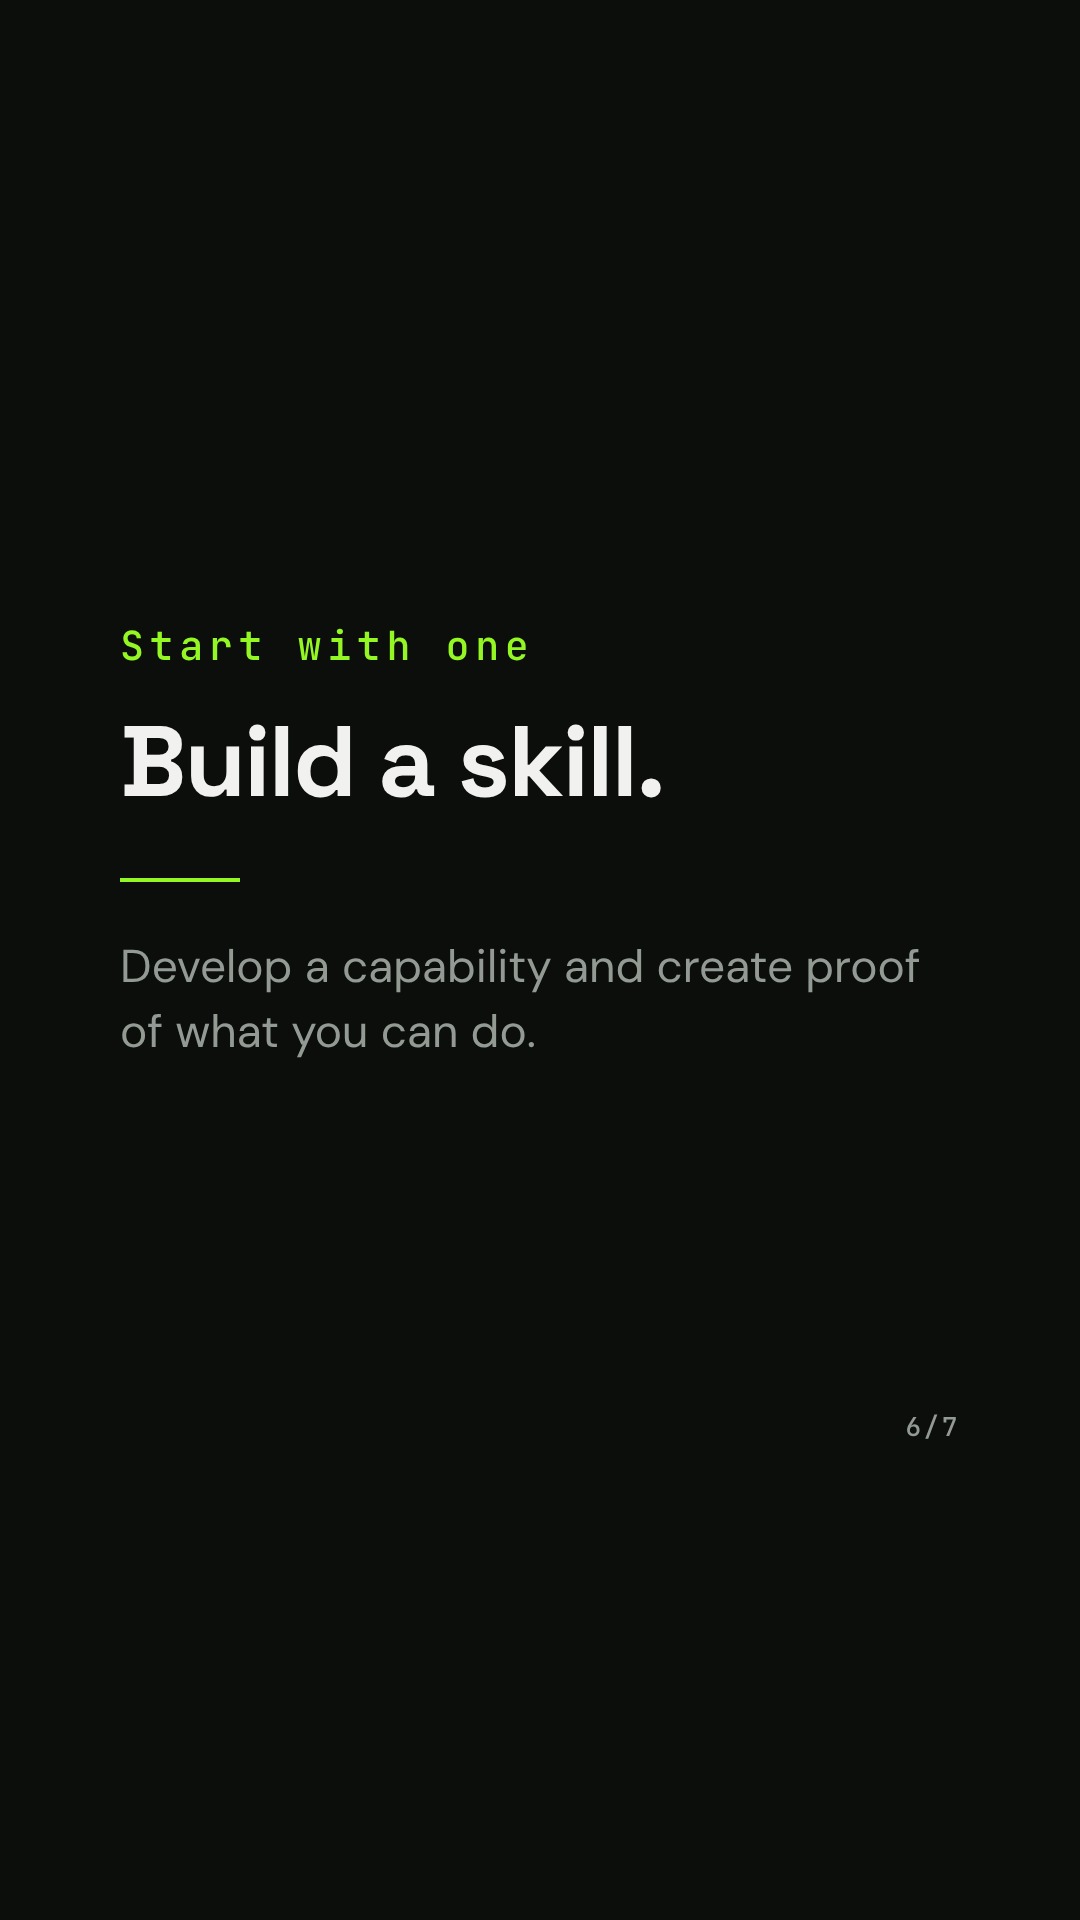 Start with one
Build a skill.
Develop a capability and create proof
of what you can do.
6/7